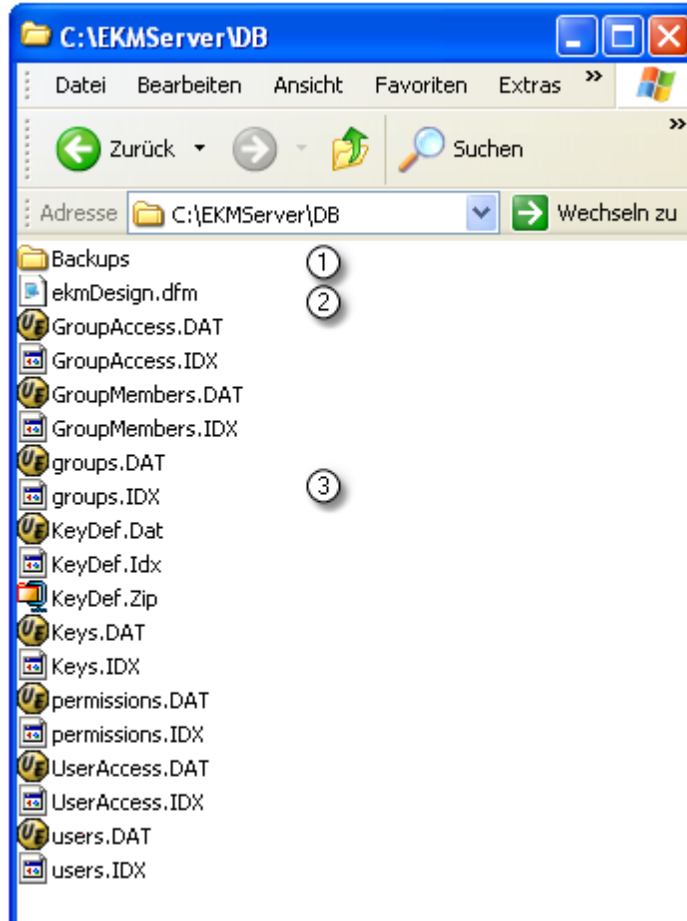 C:\EKMServer\DB
Datei Bearbeiten Ansicht Favoriten Extras »
Zurück Suchen »
Adresse C:\EKMServer\DB Wechseln zu
Backups 1
ekmDesign.dfm 2
GroupAccess.DAT
GroupAccess.IDX
GroupMembers.DAT
GroupMembers.IDX
groups.DAT
groups.IDX 3
KeyDef.Dat
KeyDef.Idx
KeyDef.Zip
Keys.DAT
Keys.IDX
permissions.DAT
permissions.IDX
UserAccess.DAT
UserAccess.IDX
users.DAT
users.IDX